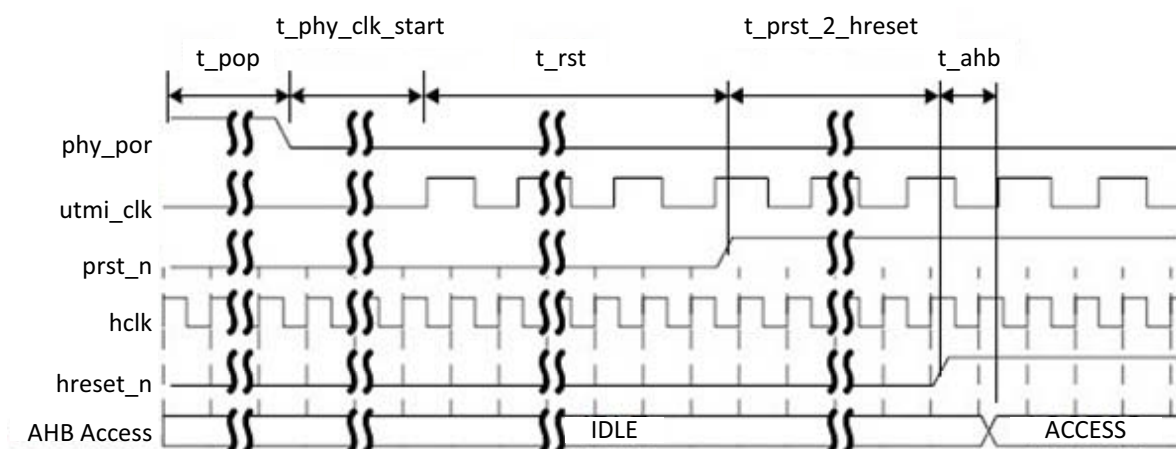 t_phy_clk_start t_prst_2_hreset
t_pop t_rst t_ahb
phy_por
utmi_clk
prst_n
hclk
hreset_n
AHB Access IDLE ACCESS